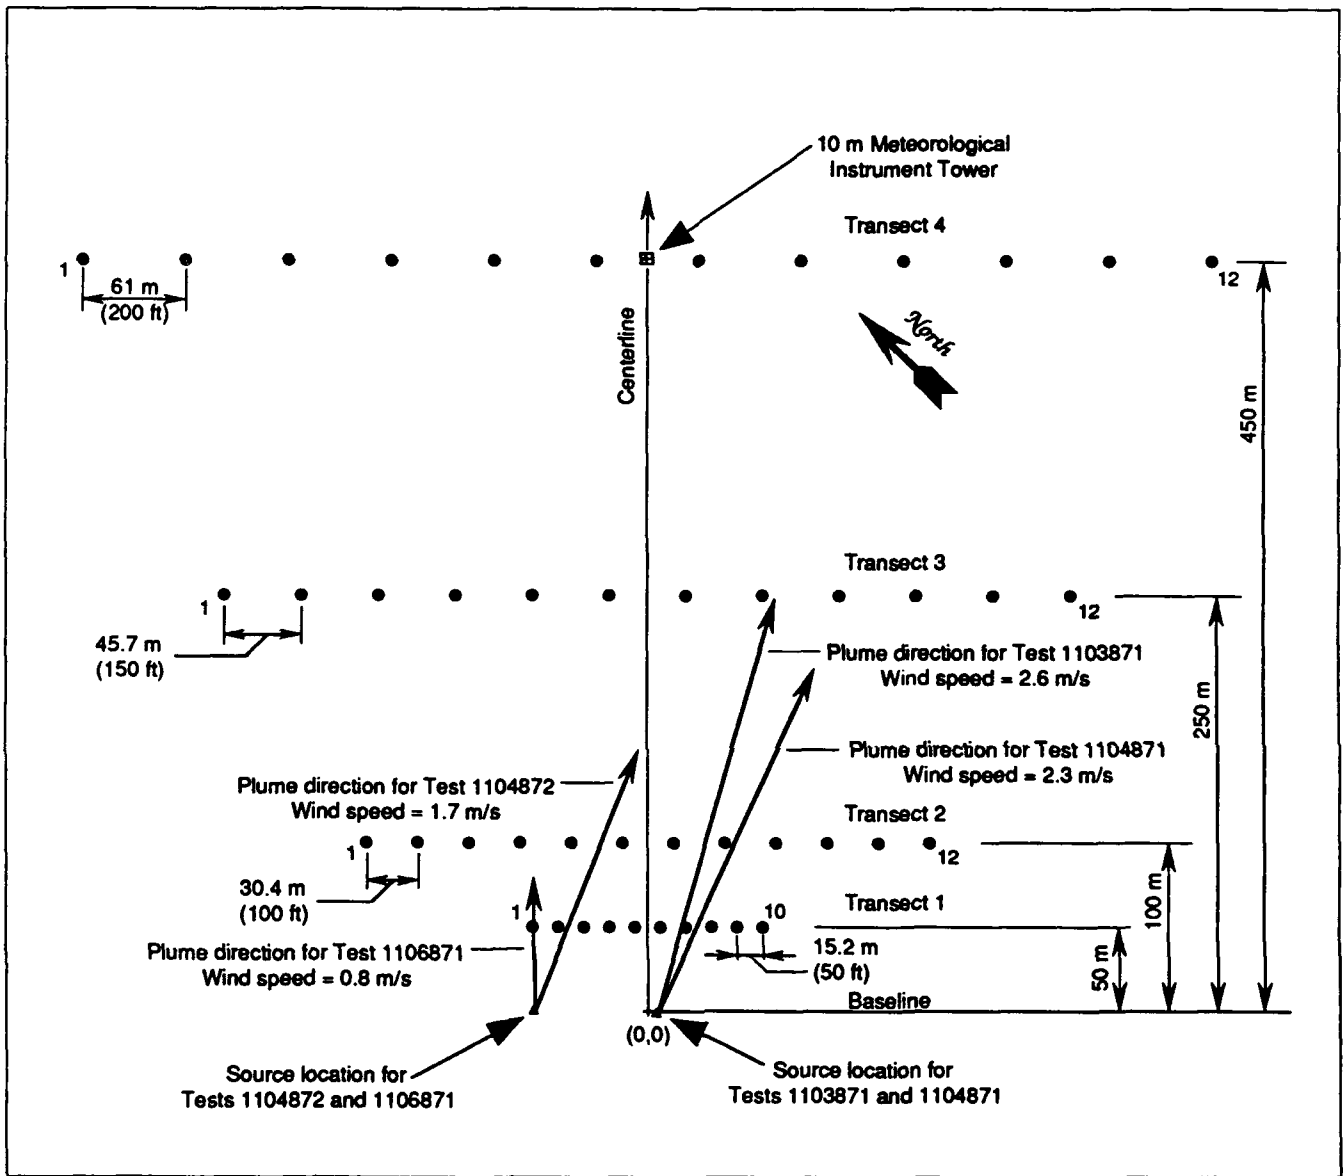 10 m Meteorological
Instrument Tower
Transect 4
1
12
61 m
(200 ft)
North
Centerline
450 m
Transect 3
1
12
45.7 m
(150 ft)
Plume direction for Test 1103871
Wind speed = 2.6 m/s
250 m
Plume direction for Test 1104871
Wind speed = 2.3 m/s
Plume direction for Test 1104872
Wind speed = 1.7 m/s
Transect 2
1
12
30.4 m
(100 ft)
100 m
Transect 1
1
10
Plume direction for Test 1106871
Wind speed = 0.8 m/s
15.2 m
(50 ft)
50 m
Baseline
(0,0)
Source location for
Tests 1104872 and 1106871
Source location for
Tests 1103871 and 1104871